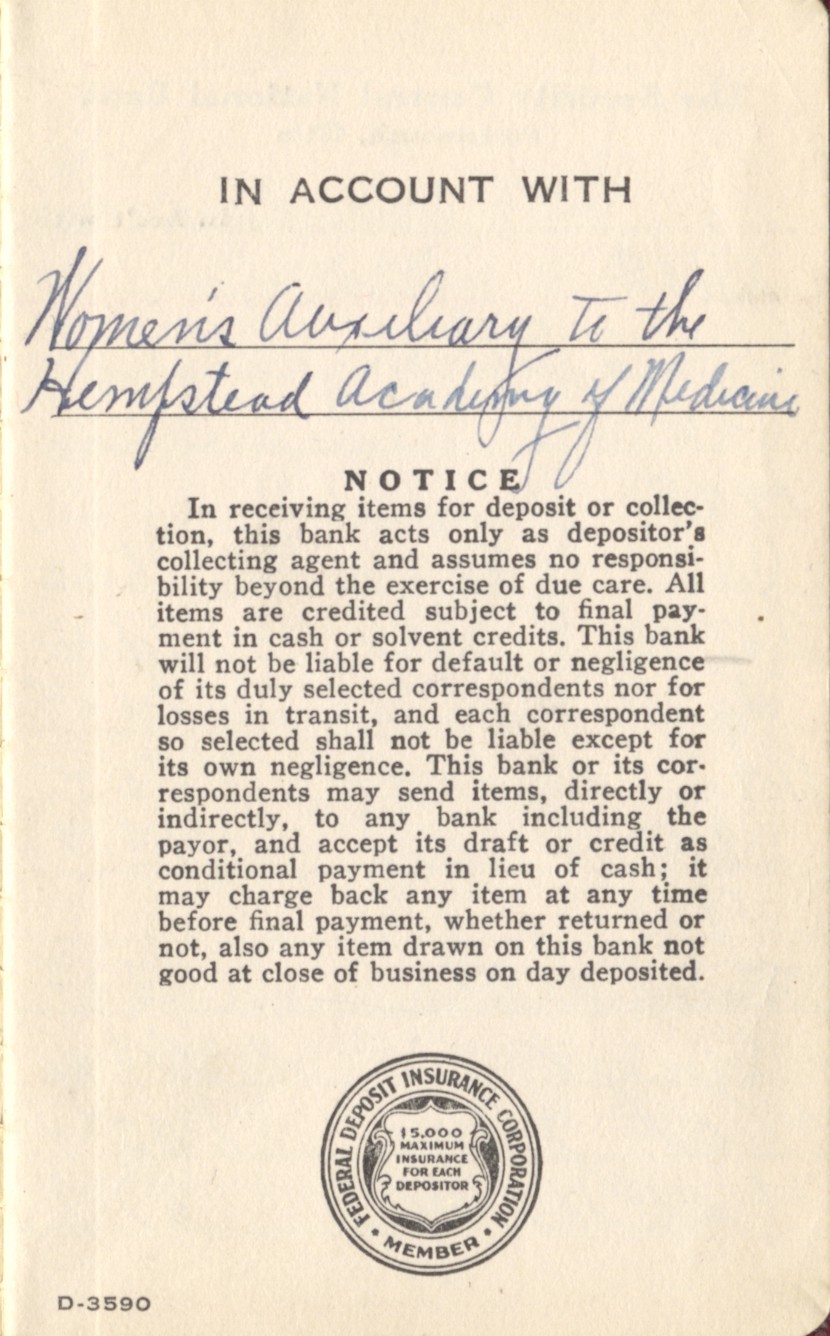 IN ACCOUNT WITH
Women's Auxiliary To the
Hempstead Academy of Medicine
NOTICE
In receiving items for deposit or collec-
tion, this bank acts only as depositor's
collecting agent and assumes no responsi-
bility beyond the exercise of due care. All
items are credited subject to final pay-
ment in cash or solvent credits. This bank
will not be liable for default or negligence
of its duly selected correspondents nor for
losses in transit, and each correspondent
so selected shall not be liable except for
its own negligence. This bank or its cor-
respondents may send items, directly or
indirectly, to any bank including the
payor, and accept its draft or credit as
conditional payment in lieu of cash; it
may charge back any item at any time
before final payment, whether returned or
not, also any item drawn on this bank not
good at close of business on day deposited.
FEDERAL DEPOSIT INSURANCE CORPORATION
$5,000
MAXIMUM
INSURANCE
FOR EACH
DEPOSITOR
• MEMBER •
D-3590